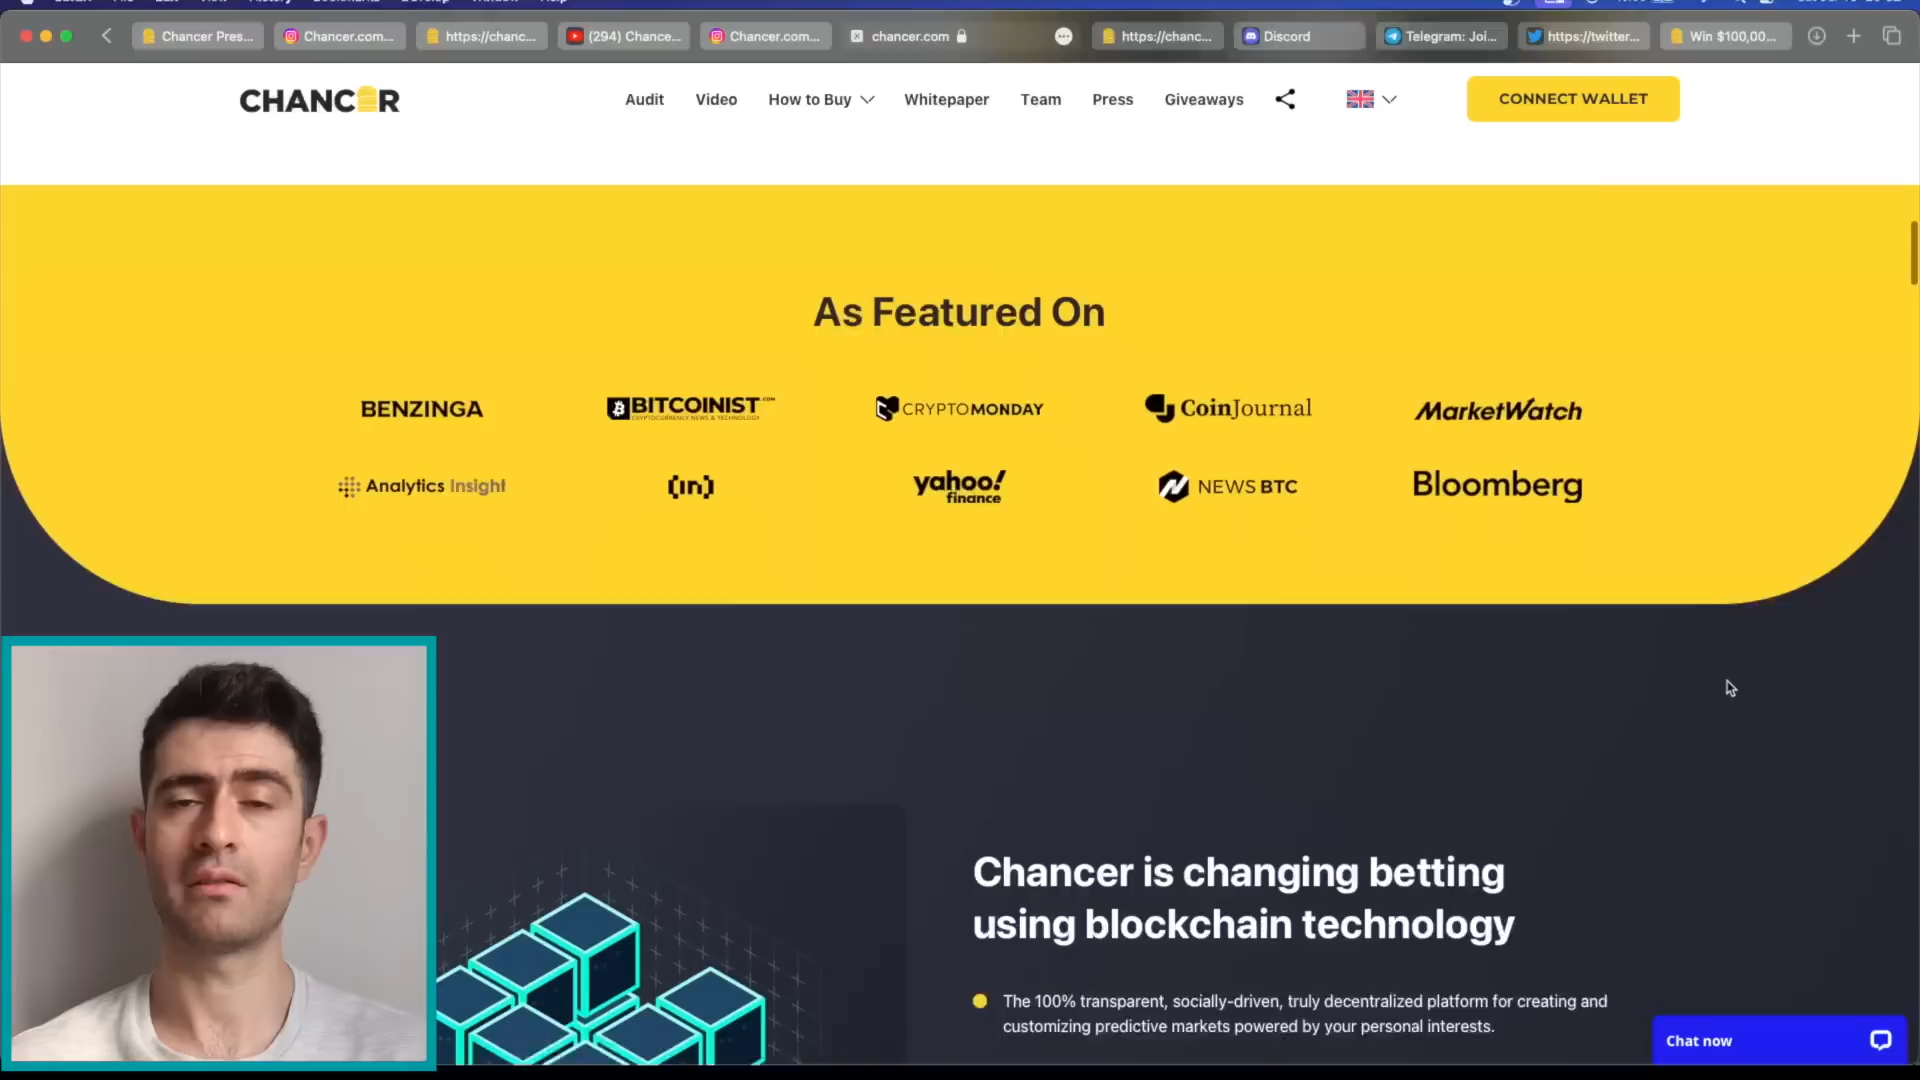 Chancer Pres...
Chancer.com...
https://chanc...
(294) Chance...
Chancer.com...
chancer.com
https://chanc...
Discord
Telegram: Joi...
https://twitter...
Win $100,00...
CHANCER
Audit
Video
How to Buy
Whitepaper
Team
Press
Giveaways
CONNECT WALLET
As Featured On
BENZINGA
BITCOINIST.COM
CRYPTOCURRENCY NEWS & TECHNOLOGY
CRYPTOMONDAY
CoinJournal
MarketWatch
Analytics Insight
[in]
yahoo!
finance
NEWS BTC
Bloomberg
Chancer is changing betting
using blockchain technology
The 100% transparent, socially-driven, truly decentralized platform for creating and
customizing predictive markets powered by your personal interests.
Chat now